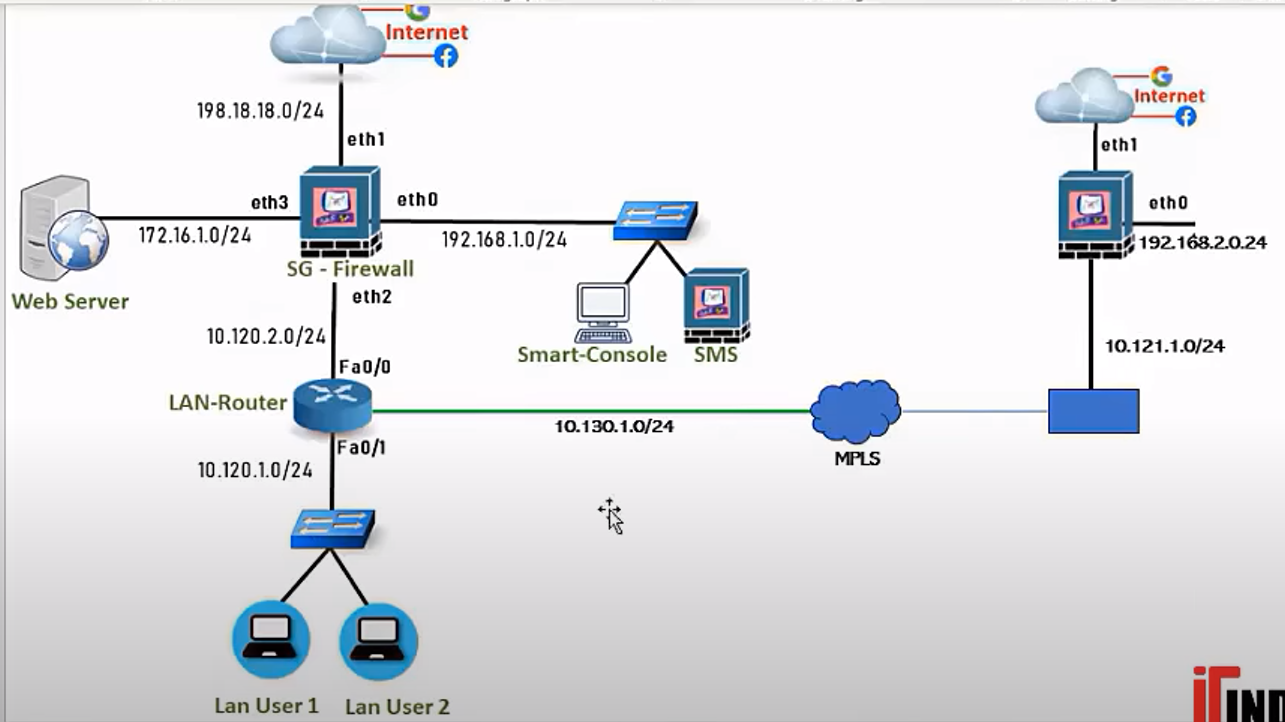 Internet
198.18.18.0/24
eth1
eth3
eth0
172.16.1.0/24
192.168.1.0/24
SG - Firewall
Web Server
eth2
10.120.2.0/24
Smart-Console
SMS
Fa0/0
LAN-Router
10.130.1.0/24
MPLS
Fa0/1
10.120.1.0/24
Lan User 1
Lan User 2
Internet
eth1
eth0
192.168.2.0.24
10.121.1.0/24